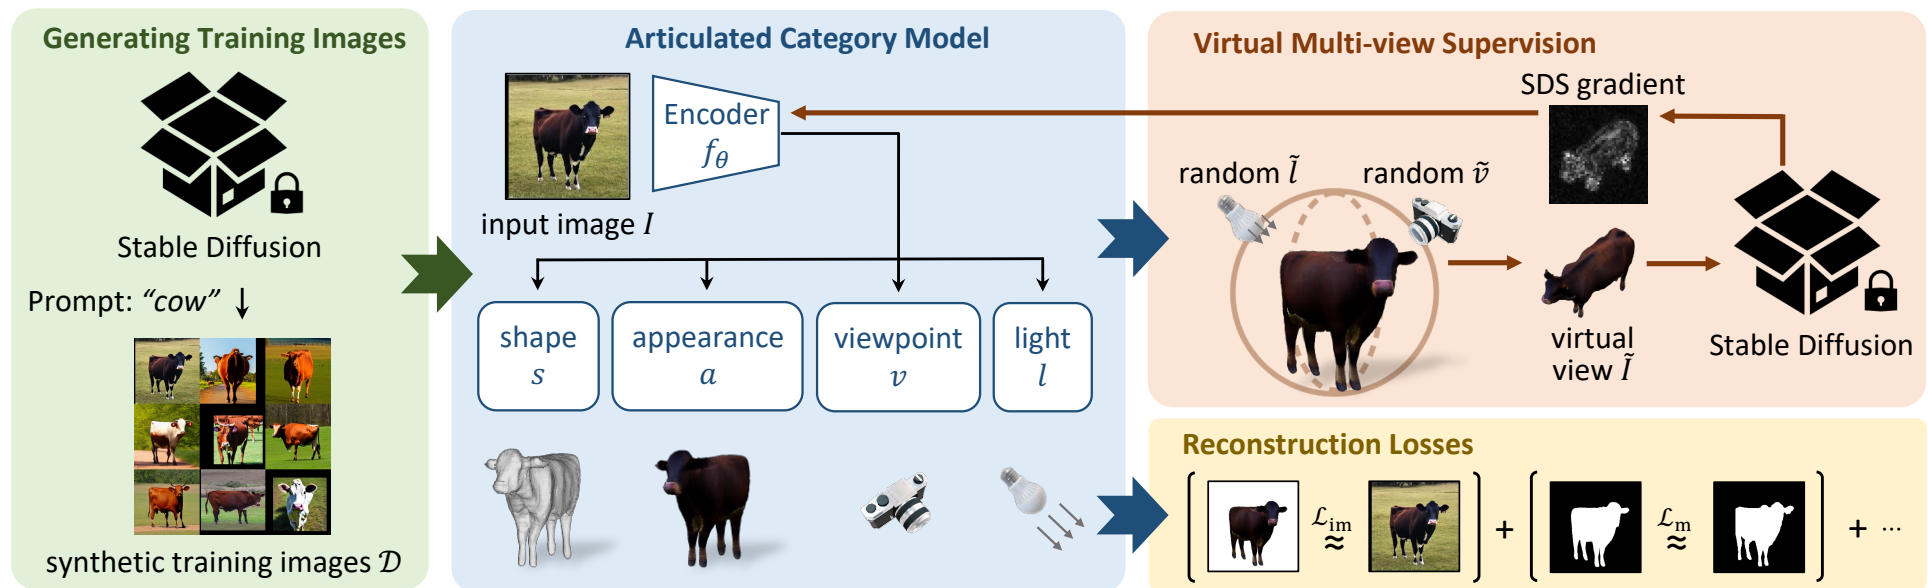 Generating Training Images
Stable Diffusion
Prompt: “cow” ↓
synthetic training images 𝒟
Articulated Category Model
Encoder
f_θ
input image I
shape
s
appearance
a
viewpoint
v
light
l
Virtual Multi-view Supervision
SDS gradient
random l̃
random ṽ
virtual
view Ĩ
Stable Diffusion
Reconstruction Losses
( ℒ_im ≈ ) + ( ℒ_m ≈ ) + ...